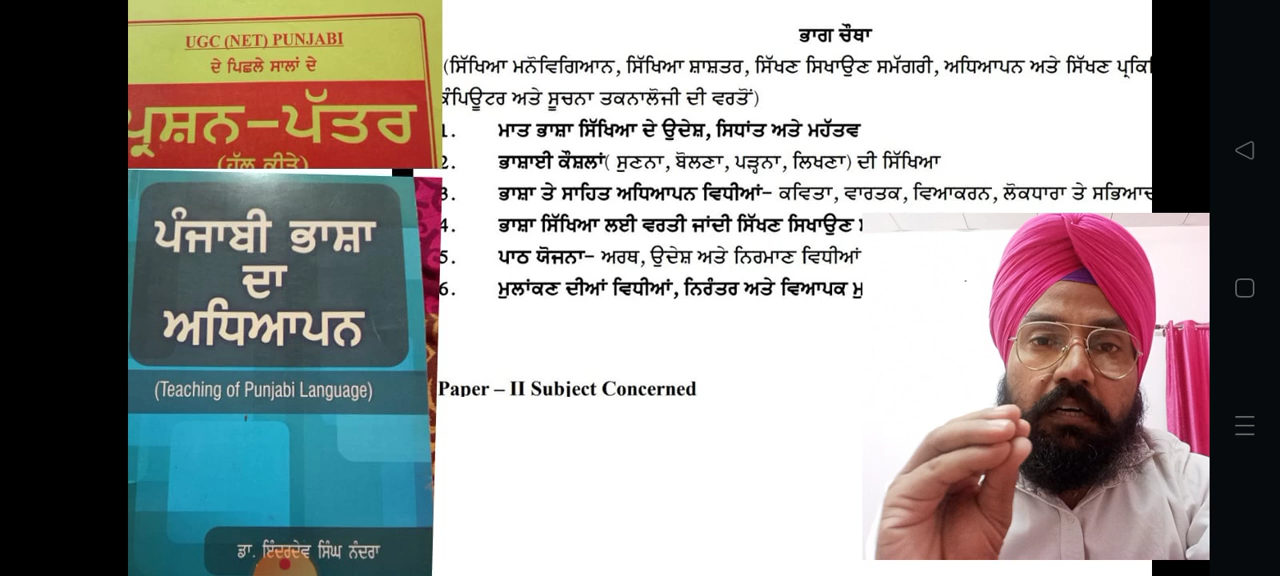 UGC (NET) PUNJABI
ਦੇ ਪਿਛਲੇ ਸਾਲਾਂ ਦੇ
ਪ੍ਰਸ਼ਨ-ਪੱਤਰ
(ਹੱਲ ਕੀਤੇ)
ਪੰਜਾਬੀ ਭਾਸ਼ਾ
ਦਾ
ਅਧਿਆਪਨ
(Teaching of Punjabi Language)
ਡਾ. ਇੰਦਰਦੇਵ ਸਿੰਘ ਨੰਦਰਾ
ਭਾਗ ਚੌਥਾ
(ਸਿੱਖਿਆ ਮਨੋਵਿਗਿਆਨ, ਸਿੱਖਿਆ ਸ਼ਾਸ਼ਤਰ, ਸਿੱਖਣ ਸਿਖਾਉਣ ਸਮੱਗਰੀ, ਅਧਿਆਪਨ ਅਤੇ ਸਿੱਖਣ
ਕੰਪਿਊਟਰ ਅਤੇ ਸੂਚਨਾ ਤਕਨਾਲੋਜੀ ਦੀ ਵਰਤੋਂ)
1. ਮਾਤ ਭਾਸ਼ਾ ਸਿੱਖਿਆ ਦੇ ਉਦੇਸ਼, ਸਿਧਾਂਤ ਅਤੇ ਮਹੱਤਵ
2. ਭਾਸ਼ਾਈ ਕੌਸ਼ਲਾਂ( ਸੁਣਨਾ, ਬੋਲਣਾ, ਪੜ੍ਹਨਾ, ਲਿਖਣਾ) ਦੀ ਸਿੱਖਿਆ
3. ਭਾਸ਼ਾ ਤੇ ਸਾਹਿਤ ਅਧਿਆਪਨ ਵਿਧੀਆਂ- ਕਵਿਤਾ, ਵਾਰਤਕ, ਵਿਆਕਰਨ, ਲੋਕਧਾਰਾ ਤੇ
4. ਭਾਸ਼ਾ ਸਿੱਖਿਆ ਲਈ ਵਰਤੀ ਜਾਂਦੀ ਸਿੱਖਣ ਸਿਖਾਉਣ
5. ਪਾਠ ਯੋਜਨਾ- ਅਰਥ, ਉਦੇਸ਼ ਅਤੇ ਨਿਰਮਾਣ ਵਿਧੀਆਂ
6. ਮੁਲਾਂਕਣ ਦੀਆਂ ਵਿਧੀਆਂ, ਨਿਰੰਤਰ ਅਤੇ ਵਿਆਪਕ
Paper – II Subject Concerned